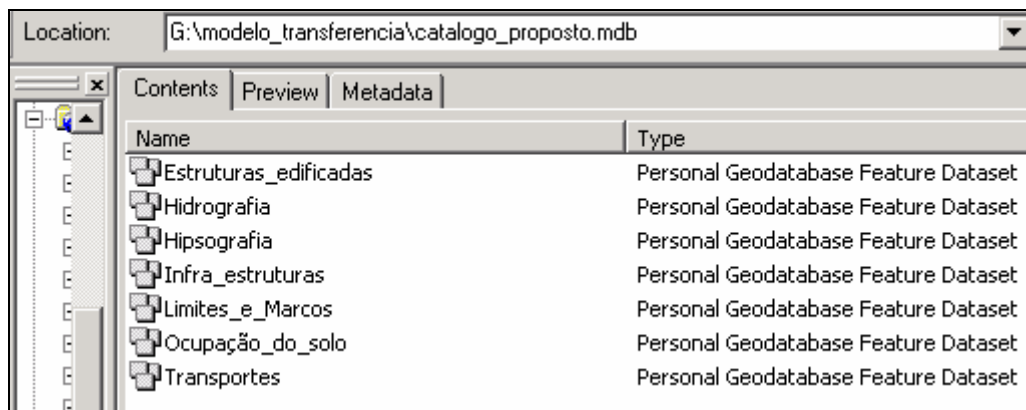 Location: G:\modelo_transferencia\catalogo_proposto.mdb
Contents Preview Metadata
Name Type
Estruturas_edificadas Personal Geodatabase Feature Dataset
Hidrografia Personal Geodatabase Feature Dataset
Hipsografia Personal Geodatabase Feature Dataset
Infra_estruturas Personal Geodatabase Feature Dataset
Limites_e_Marcos Personal Geodatabase Feature Dataset
Ocupação_do_solo Personal Geodatabase Feature Dataset
Transportes Personal Geodatabase Feature Dataset